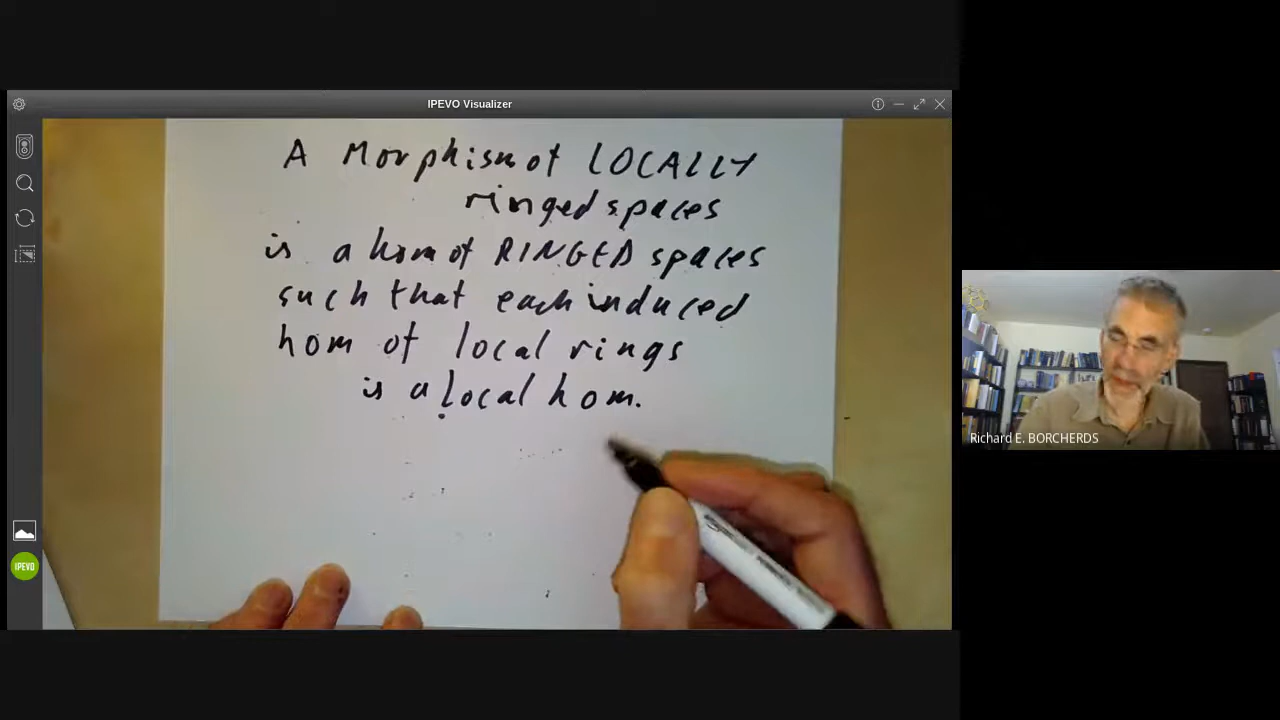 IPEVO Visualizer
A Morphism of LOCALLY
ringed spaces
is a hom of RINGED spaces
such that each induced
hom of local rings
is a local hom.
Richard E. BORCHERDS
IPEVO